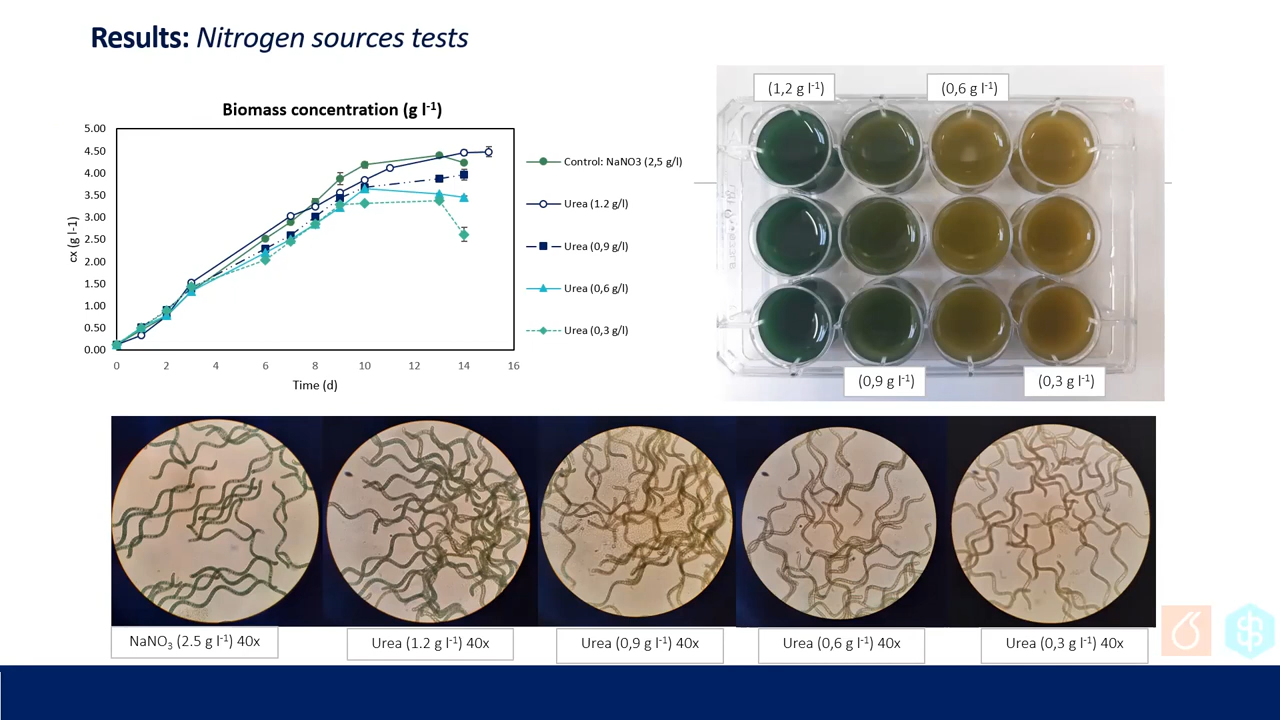 Results: Nitrogen sources tests
Biomass concentration (g l-1)
5.00
4.50
4.00
3.50
3.00
2.50
2.00
1.50
1.00
0.50
0.00
cx (g l-1)
0 2 4 6 8 10 12 14 16
Time (d)
Control: NaNO3 (2,5 g/l)
Urea (1.2 g/l)
Urea (0,9 g/l)
Urea (0,6 g/l)
Urea (0,3 g/l)
(1,2 g l-1)
(0,6 g l-1)
(0,9 g l-1)
(0,3 g l-1)
NaNO3 (2.5 g l-1) 40x
Urea (1.2 g l-1) 40x
Urea (0,9 g l-1) 40x
Urea (0,6 g l-1) 40x
Urea (0,3 g l-1) 40x